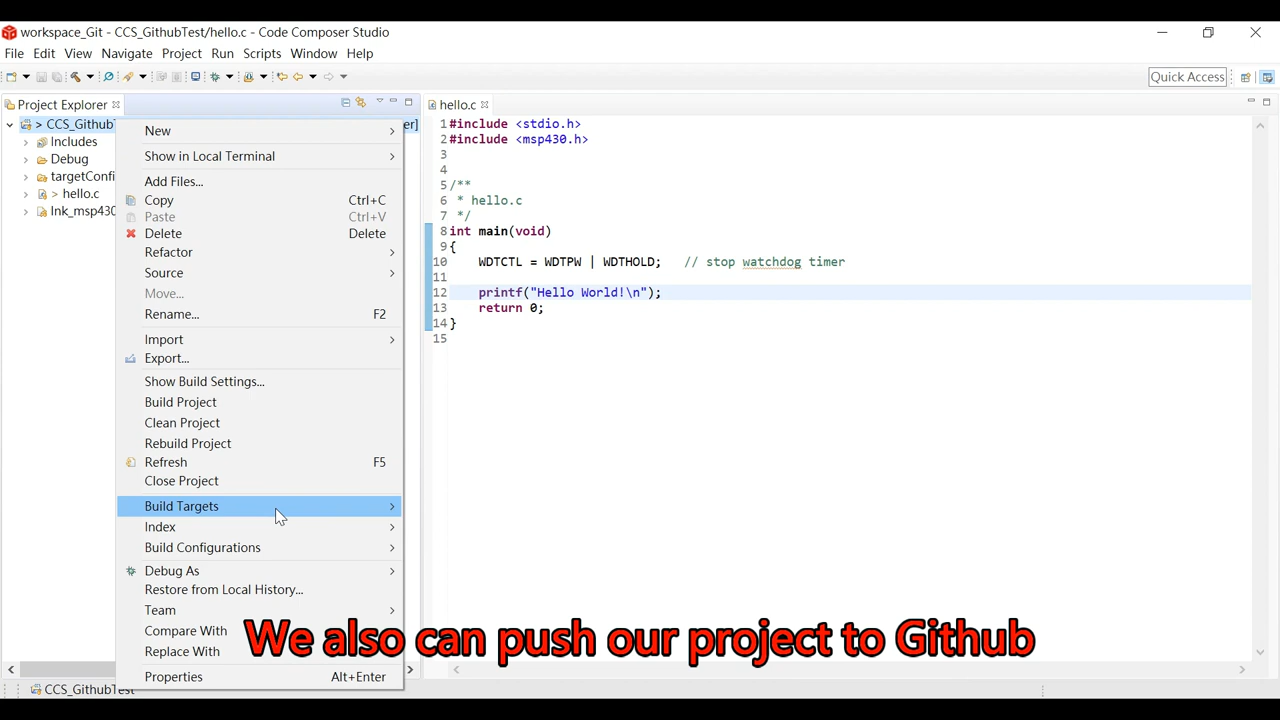 workspace_Git - CCS_GithubTest/hello.c - Code Composer Studio
File Edit View Navigate Project Run Scripts Window Help
Quick Access
Project Explorer
hello.c
> CCS_Github
er]
Includes
Debug
targetConfi
> hello.c
lnk_msp430
New
Show in Local Terminal
Add Files...
Copy Ctrl+C
Paste Ctrl+V
Delete Delete
Refactor
Source
Move...
Rename... F2
Import
Export...
Show Build Settings...
Build Project
Clean Project
Rebuild Project
Refresh F5
Close Project
Build Targets
Index
Build Configurations
Debug As
Restore from Local History...
Team
Compare With
Replace With
Properties Alt+Enter
1 #include <stdio.h>
2 #include <msp430.h>
3
4
5 /**
6 * hello.c
7 */
8 int main(void)
9 {
10 WDTCTL = WDTPW | WDTHOLD; // stop watchdog timer
11
12 printf("Hello World!\n");
13 return 0;
14 }
15
We also can push our project to Github
CCS_GithubTest